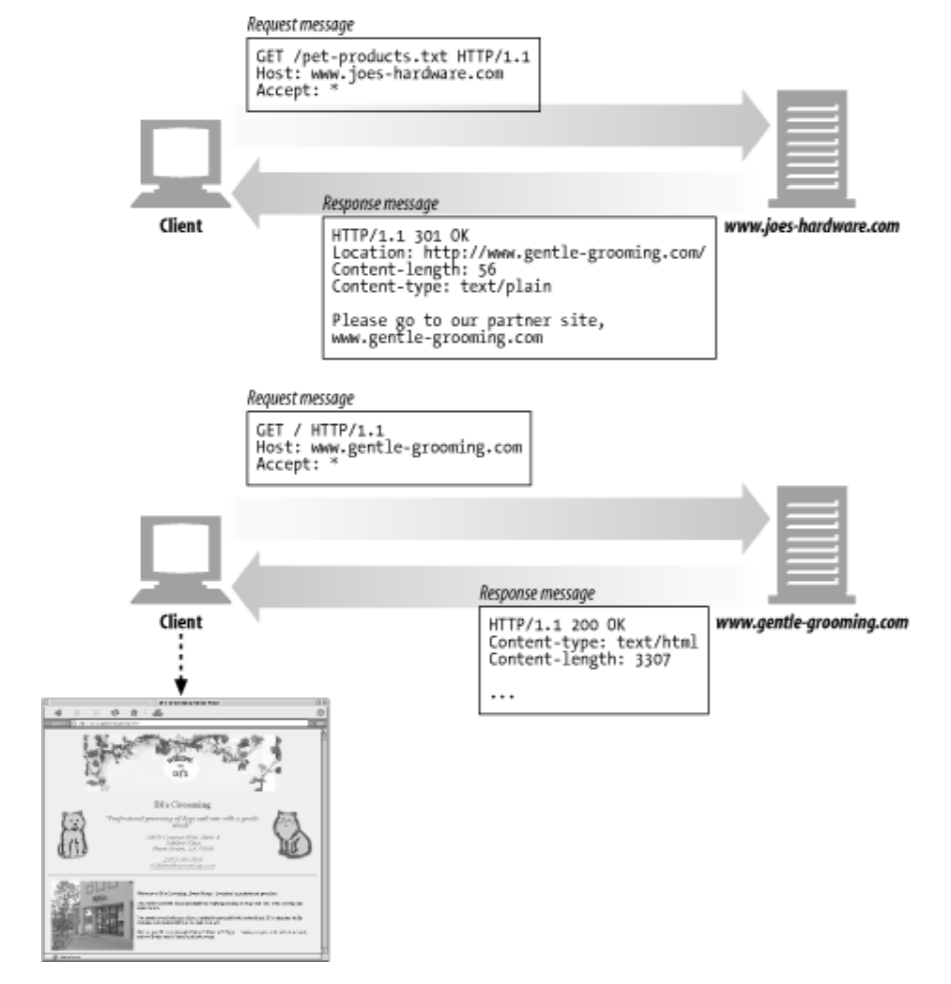 Request message
GET /pet-products.txt HTTP/1.1
Host: www.joes-hardware.com
Accept: *
Client
www.joes-hardware.com
Response message
HTTP/1.1 301 OK
Location: http://www.gentle-grooming.com/
Content-length: 56
Content-type: text/plain
Please go to our partner site,
www.gentle-grooming.com
Request message
GET / HTTP/1.1
Host: www.gentle-grooming.com
Accept: *
Client
www.gentle-grooming.com
Response message
HTTP/1.1 200 OK
Content-type: text/html
Content-length: 3307
...
Grooming
"Professional grooming of dogs and cats with a gentle